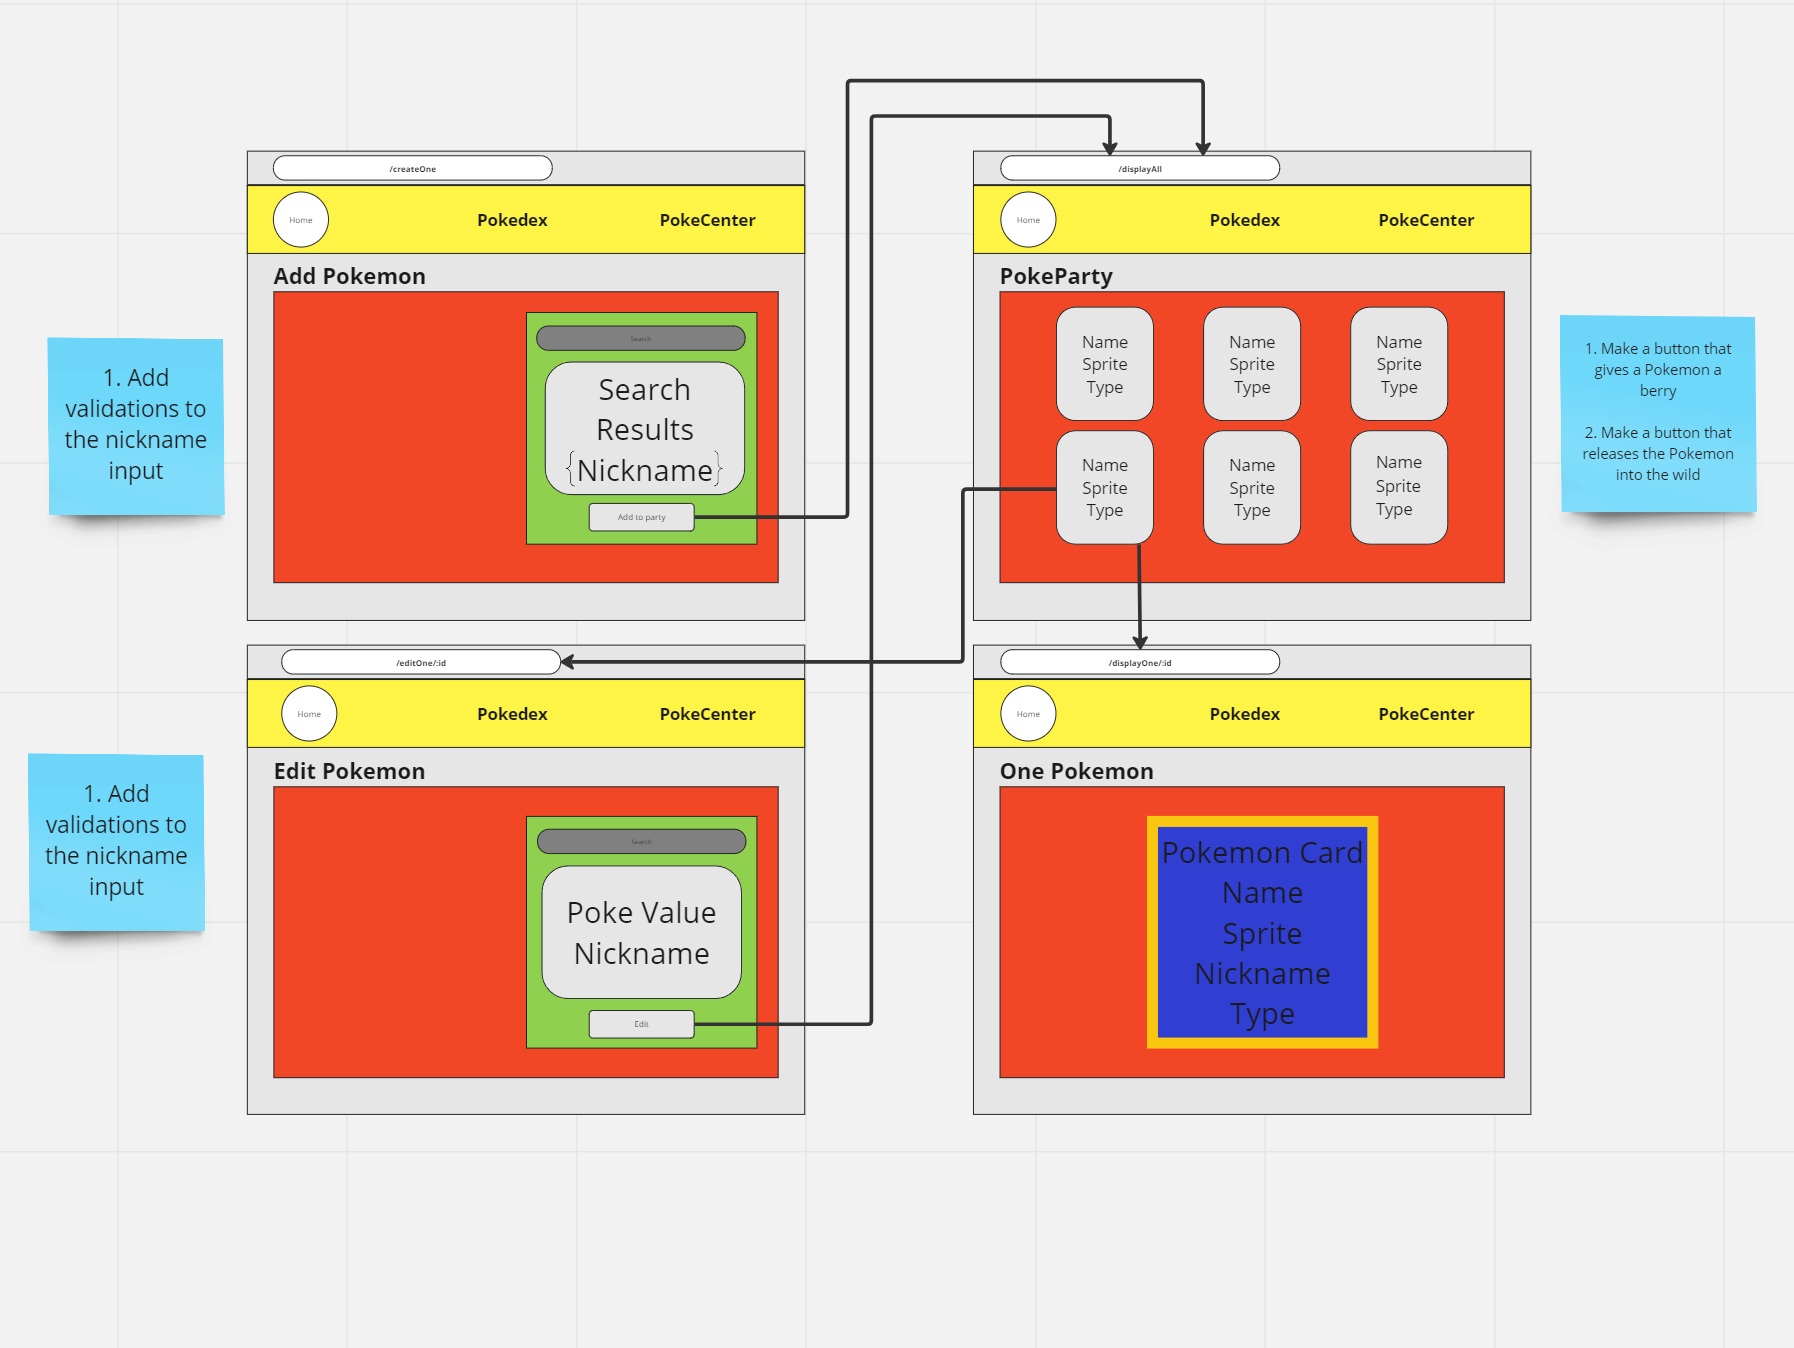 /createOne
Home
Pokedex
PokeCenter
Add Pokemon
Search
Search
Results
{Nickname}
Add to party
1. Add
validations to
the nickname
input
/displayAll
Home
Pokedex
PokeCenter
PokeParty
Name
Sprite
Type
Name
Sprite
Type
Name
Sprite
Type
Name
Sprite
Type
Name
Sprite
Type
Name
Sprite
Type
1. Make a button that
gives a Pokemon a
berry
2. Make a button that
releases the Pokemon
into the wild
/editOne/:id
Home
Pokedex
PokeCenter
Edit Pokemon
Search
Poke Value
Nickname
Edit
1. Add
validations to
the nickname
input
/displayOne/:id
Home
Pokedex
PokeCenter
One Pokemon
Pokemon Card
Name
Sprite
Nickname
Type